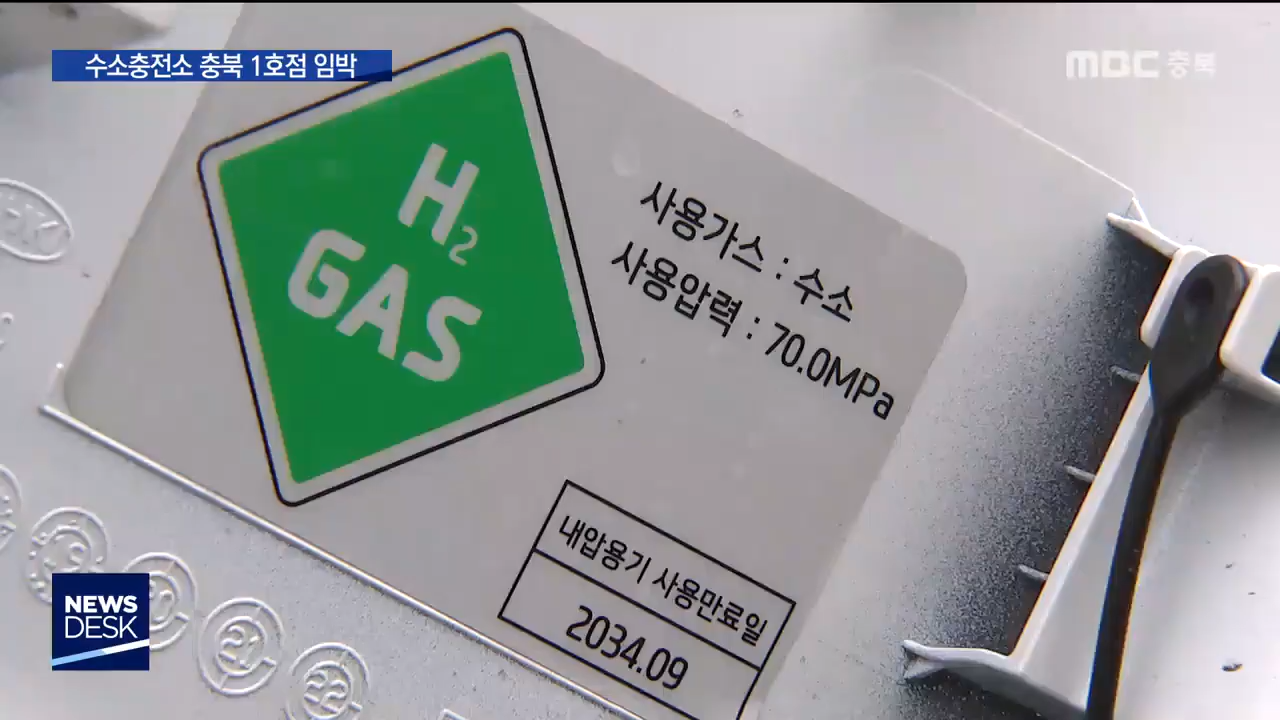 수소충전소 충북 1호점 임박
MBC 충북
H2
GAS
사용가스 : 수소
사용압력 : 70.0MPa
내압용기 사용만료일
2034.09
NEWS
DESK
21
22